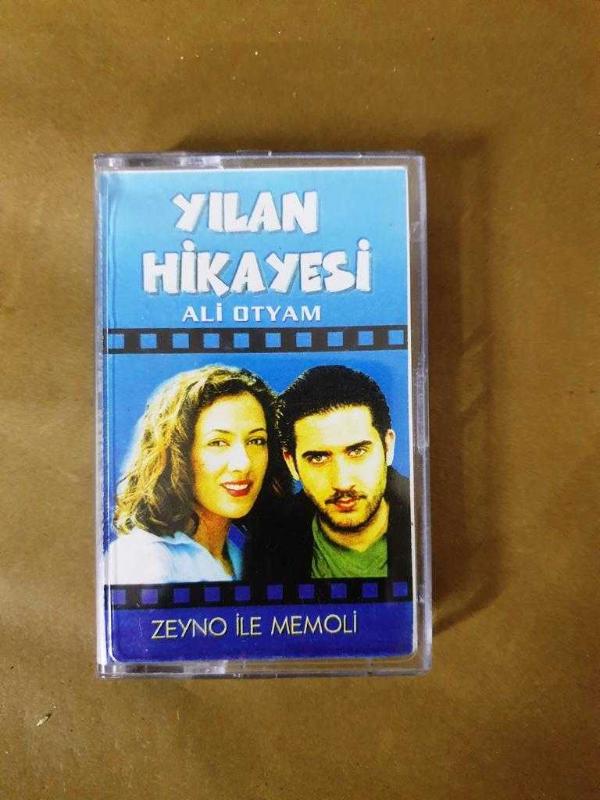 YILAN
HİKAYESİ
ALİ OTYAM
ZEYNO İLE MEMOLİ